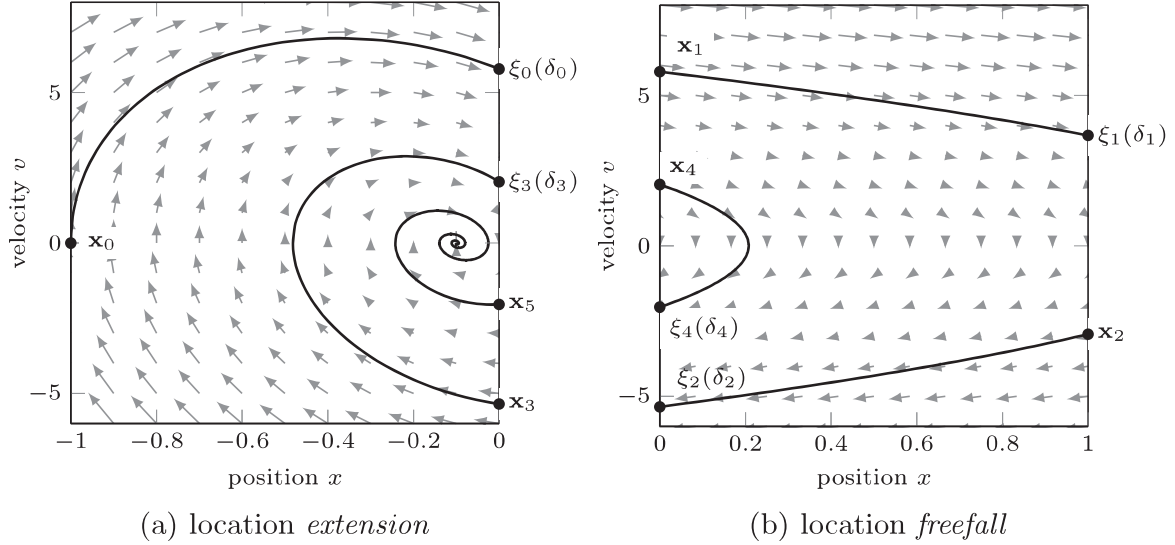 ξ0(δ0)
5
ξ3(δ3)
velocity v
0
x0
x5
−5
x3
−1 −0.8 −0.6 −0.4 −0.2 0
position x
(a) location extension
x1
5
ξ1(δ1)
x4
velocity v
0
ξ4(δ4)
x2
ξ2(δ2)
−5
0 0.2 0.4 0.6 0.8 1
position x
(b) location freefall